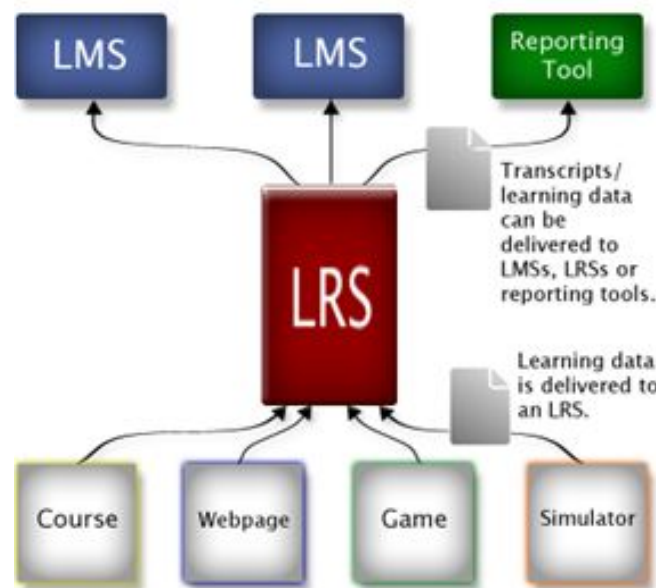 LMS
LMS
Reporting
Tool
Transcripts/
learning data
can be
delivered to
LMSs, LRSs or
reporting tools.
LRS
Learning data
is delivered to
an LRS.
Course
Webpage
Game
Simulator